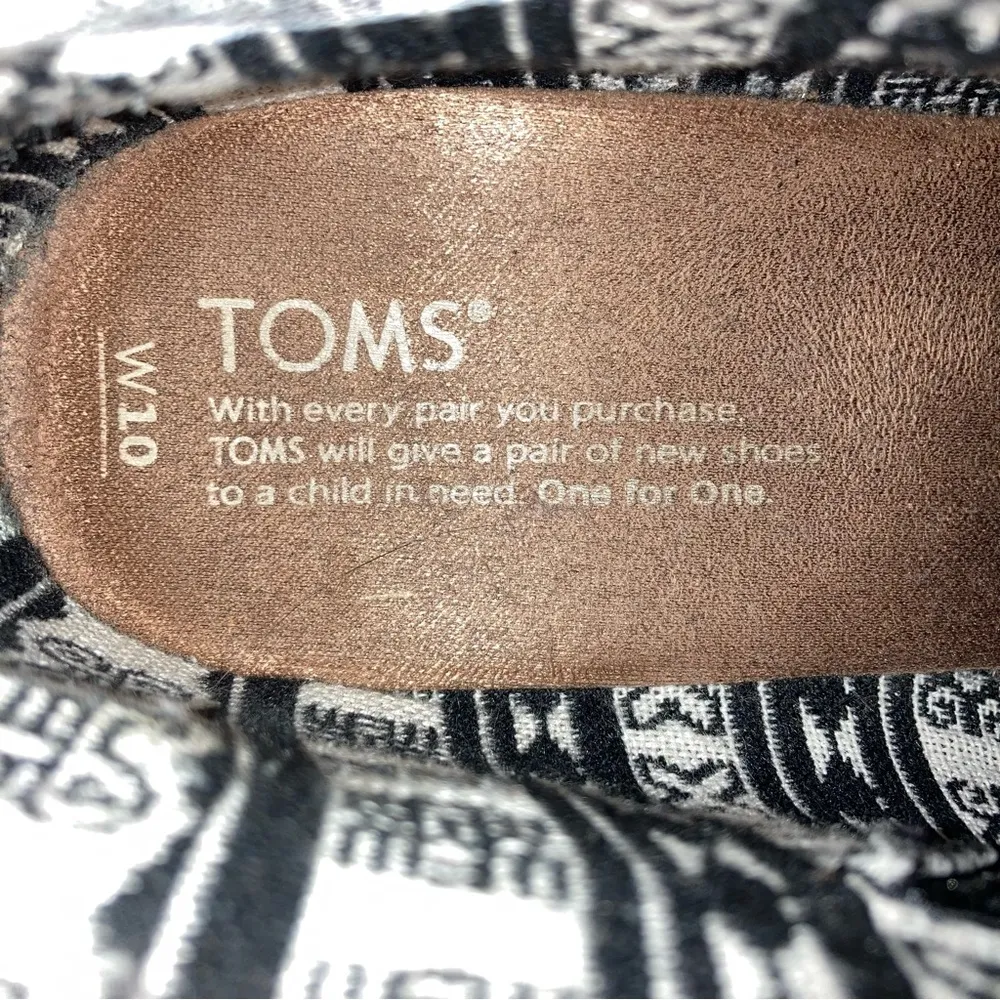 TOMS®
With every pair you purchase,
TOMS will give a pair of new shoes
to a child in need. One for One.
W10